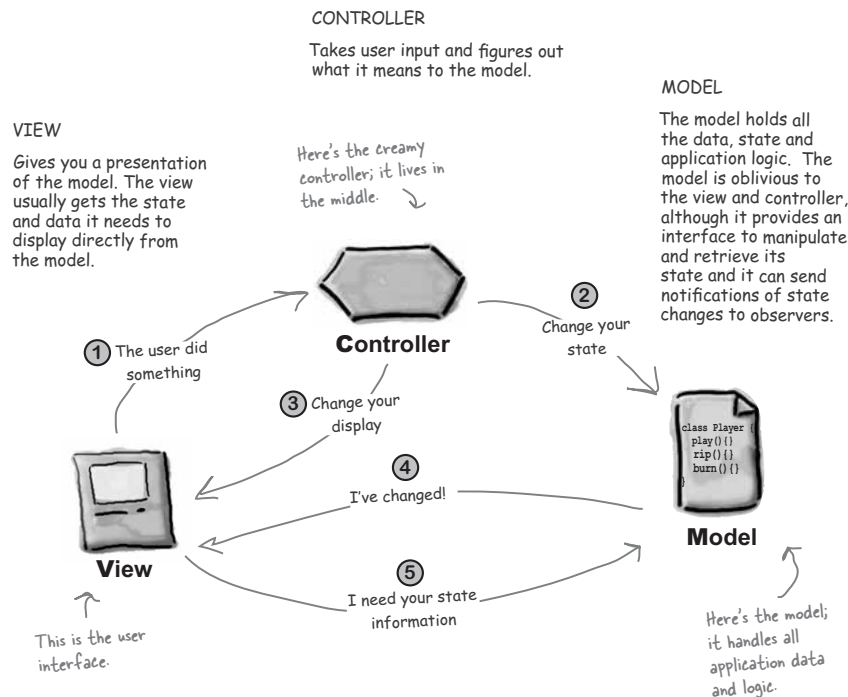 CONTROLLER
Takes user input and figures out
what it means to the model.
MODEL
The model holds all
the data, state and
application logic. The
model is oblivious to
the view and controller,
although it provides an
interface to manipulate
and retrieve its
state and it can send
notifications of state
changes to observers.
VIEW
Gives you a presentation
of the model. The view
usually gets the state
and data it needs to
display directly from
the model.
Here's the creamy
controller; it lives in
the middle.
Controller
1 The user did
something
2
Change your
state
3 Change your
display
4
I've changed!
5
I need your state
information
class Player {
play(){}
rip(){}
burn(){}
}
Model
View
This is the user
interface.
Here's the model;
it handles all
application data
and logic.